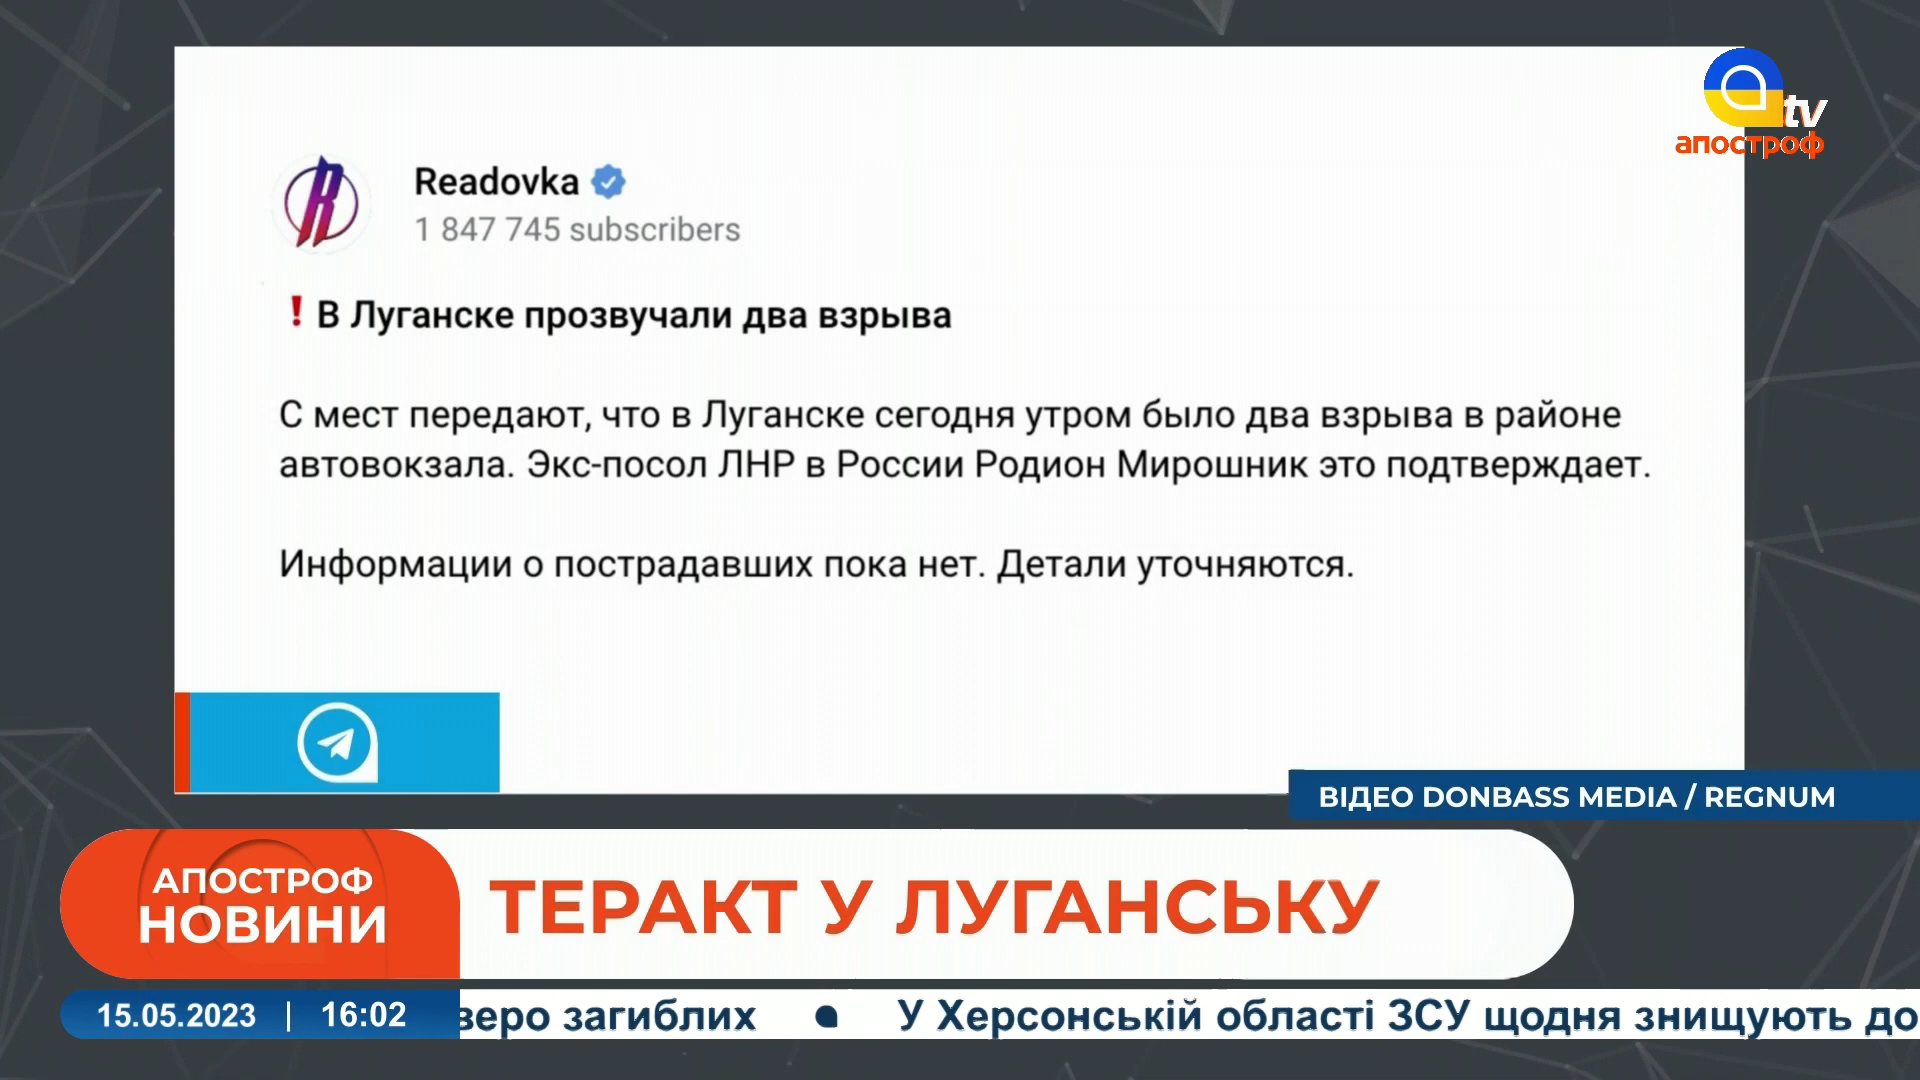 tv
апостроф
Readovka
1 847 745 subscribers
❗ В Луганске прозвучали два взрыва
С мест передают, что в Луганске сегодня утром было два взрыва в районе
автовокзала. Экс-посол ЛНР в России Родион Мирошник это подтверждает.
Информации о пострадавших пока нет. Детали уточняются.
ВІДЕО DONBASS MEDIA / REGNUM
АПОСТРОФ
НОВИНИ
ТЕРАКТ У ЛУГАНСЬКУ
15.05.2023 | 16:02
загиблих • У Херсонській області ЗСУ щодня знищують до